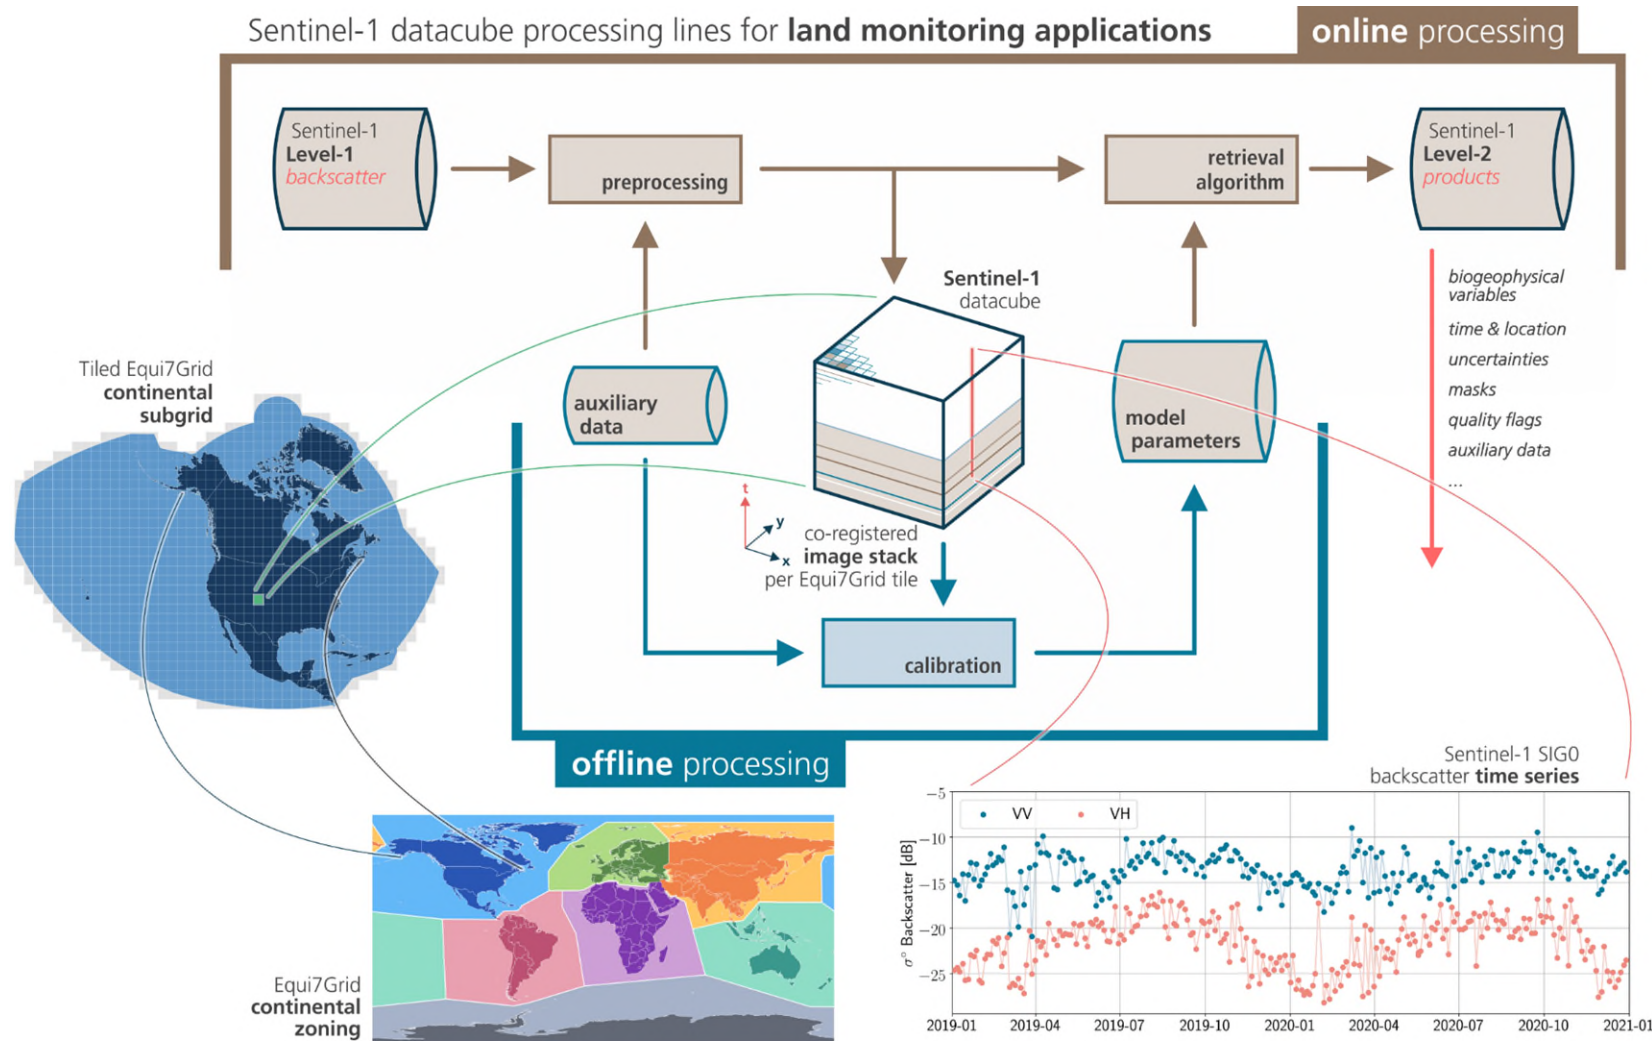 Sentinel-1 datacube processing lines for land monitoring applications
online processing
Sentinel-1
Level-1
backscatter
preprocessing
retrieval
algorithm
Sentinel-1
Level-2
products
biogeophysical
variables
time & location
uncertainties
masks
quality flags
auxiliary data
...
Sentinel-1
datacube
Tiled Equi7Grid
continental
subgrid
auxiliary
data
model
parameters
t
y
x
co-registered
image stack
per Equi7Grid tile
calibration
offline processing
Equi7Grid
continental
zoning
Sentinel-1 SIG0
backscatter time series
VV
VH
σ° Backscatter [dB]
−5
−10
−15
−20
−25
2019-01
2019-04
2019-07
2019-10
2020-01
2020-04
2020-07
2020-10
2021-01